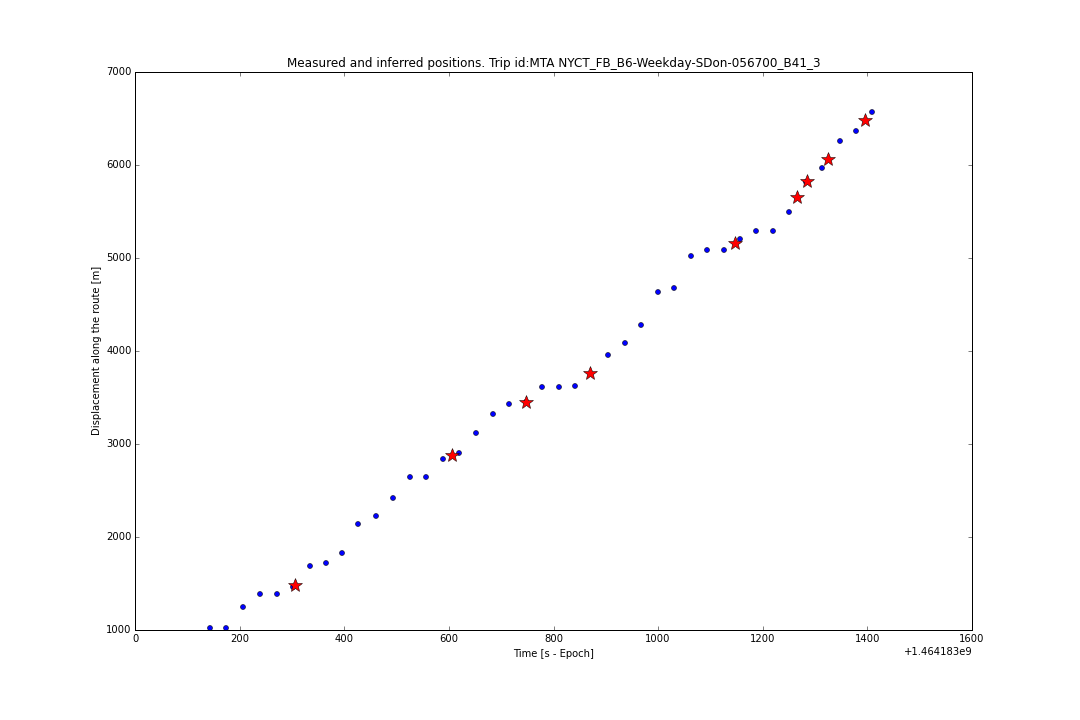 Measured and inferred positions. Trip id:MTA NYCT_FB_B6-Weekday-SDon-056700_B41_3
7000
6000
5000
4000
3000
2000
1000
Displacement along the route [m]
0 200 400 600 800 1000 1200 1400 1600
Time [s - Epoch]
+1.464183e9